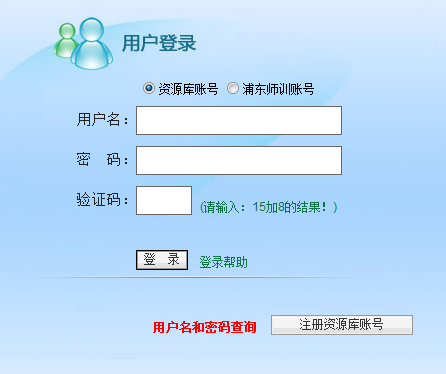 用户登录
资源库账号 浦东师训账号
用户名：
密 码：
验证码： (请输入：15加8的结果！)
登 录 登录帮助
用户名和密码查询 注册资源库账号